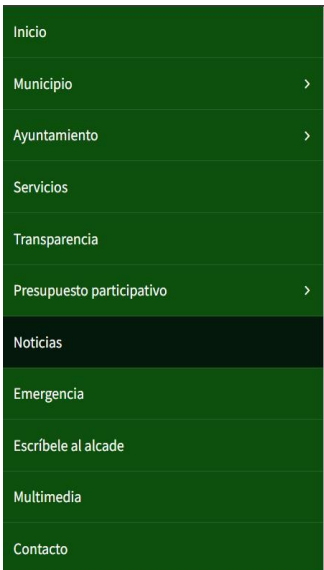 Inicio
Municipio
Ayuntamiento
Servicios
Transparencia
Presupuesto participativo
Noticias
Emergencia
Escríbele al alcade
Multimedia
Contacto